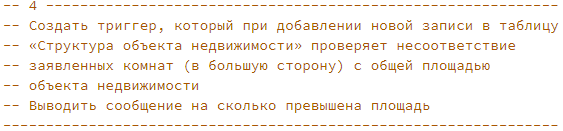 -- 4 ---------------------------------------------------------------
-- Создать триггер, который при добавлении новой записи в таблицу
-- «Структура объекта недвижимости» проверяет несоответствие
-- заявленных комнат (в большую сторону) с общей площадью
-- объекта недвижимости
-- Выводить сообщение на сколько превышена площадь
--------------------------------------------------------------------